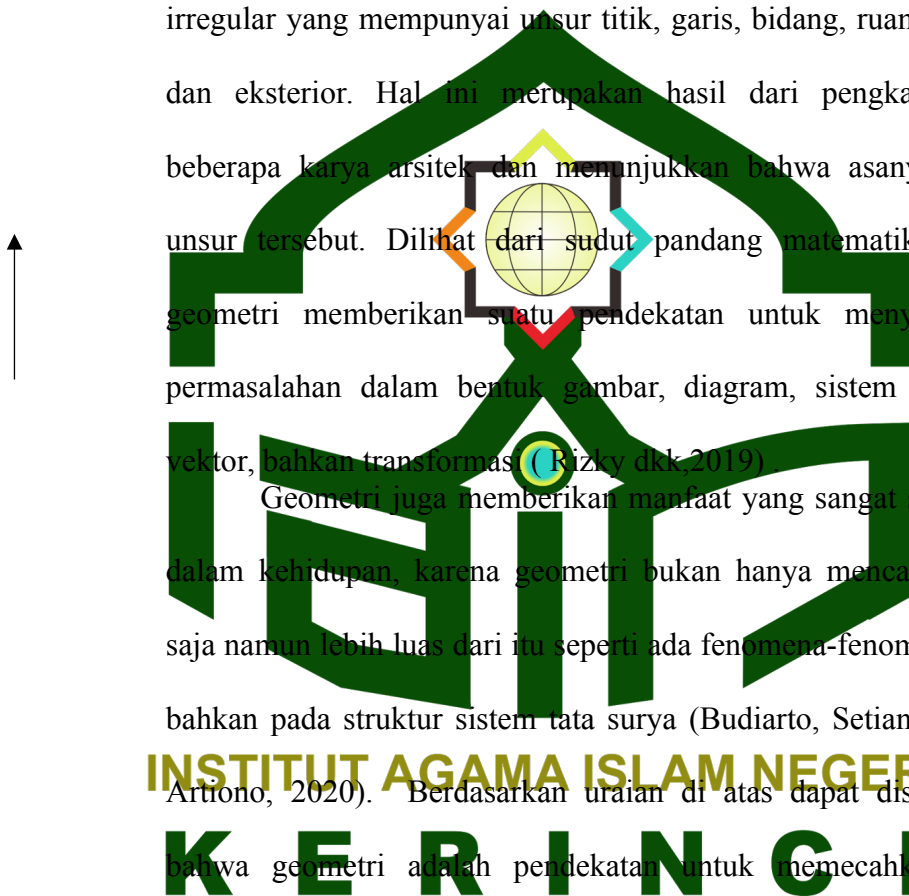 irregular yang mempunyai unsur titik, garis, bidang, ruan
dan eksterior. Hal ini merupakan hasil dari pengka
beberapa karya arsitek dan menunjukkan bahwa asany
unsur tersebut. Dilihat dari sudut pandang matematik
geometri memberikan suatu pendekatan untuk meny
permasalahan dalam bentuk gambar, diagram, sistem
vektor, bahkan transformasi ( Rizky dkk,2019) .
Geometri juga memberikan manfaat yang sangat
dalam kehidupan, karena geometri bukan hanya menca
saja namun lebih luas dari itu seperti ada fenomena-fenom
bahkan pada struktur sistem tata surya (Budiarto, Setian
INSTITUT AGAMA ISLAM NEGER
Artiono, 2020). Berdasarkan uraian di atas dapat dis
KERINC
bahwa geometri adalah pendekatan untuk memecahk